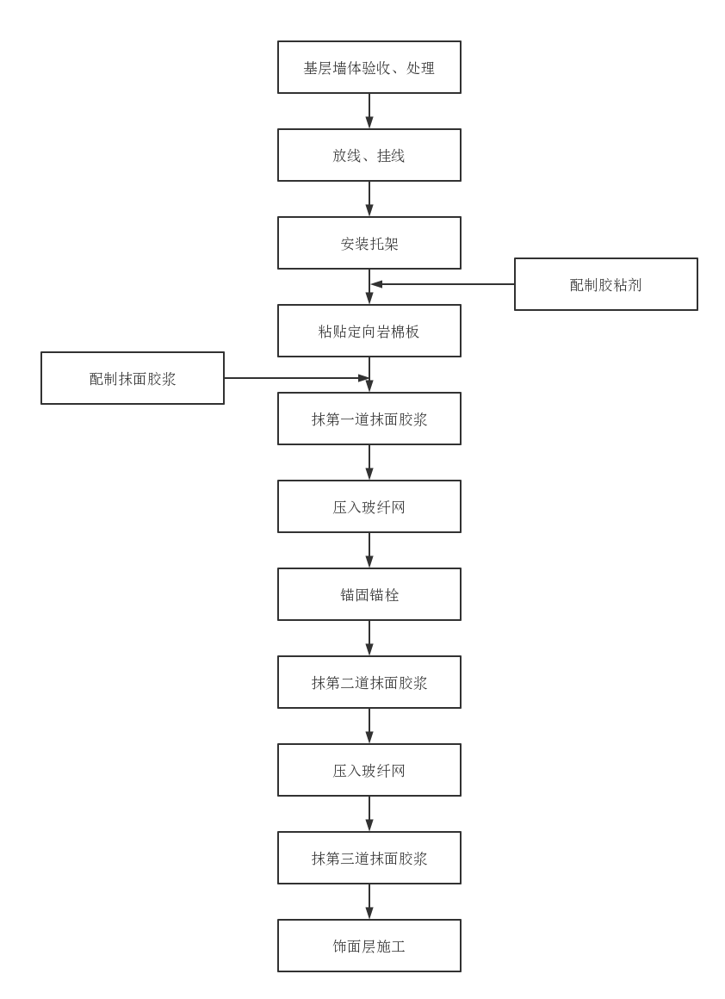 基层墙体验收、处理
放线、挂线
安装托架
配制胶粘剂
粘贴定向岩棉板
配制抹面胶浆
抹第一道抹面胶浆
压入玻纤网
锚固锚栓
抹第二道抹面胶浆
压入玻纤网
抹第三道抹面胶浆
饰面层施工